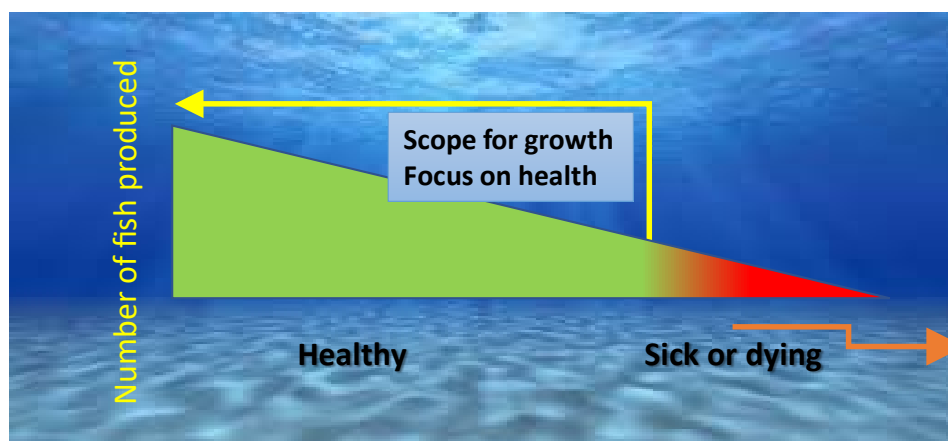 Number of fish produced
Scope for growth
Focus on health
Healthy
Sick or dying